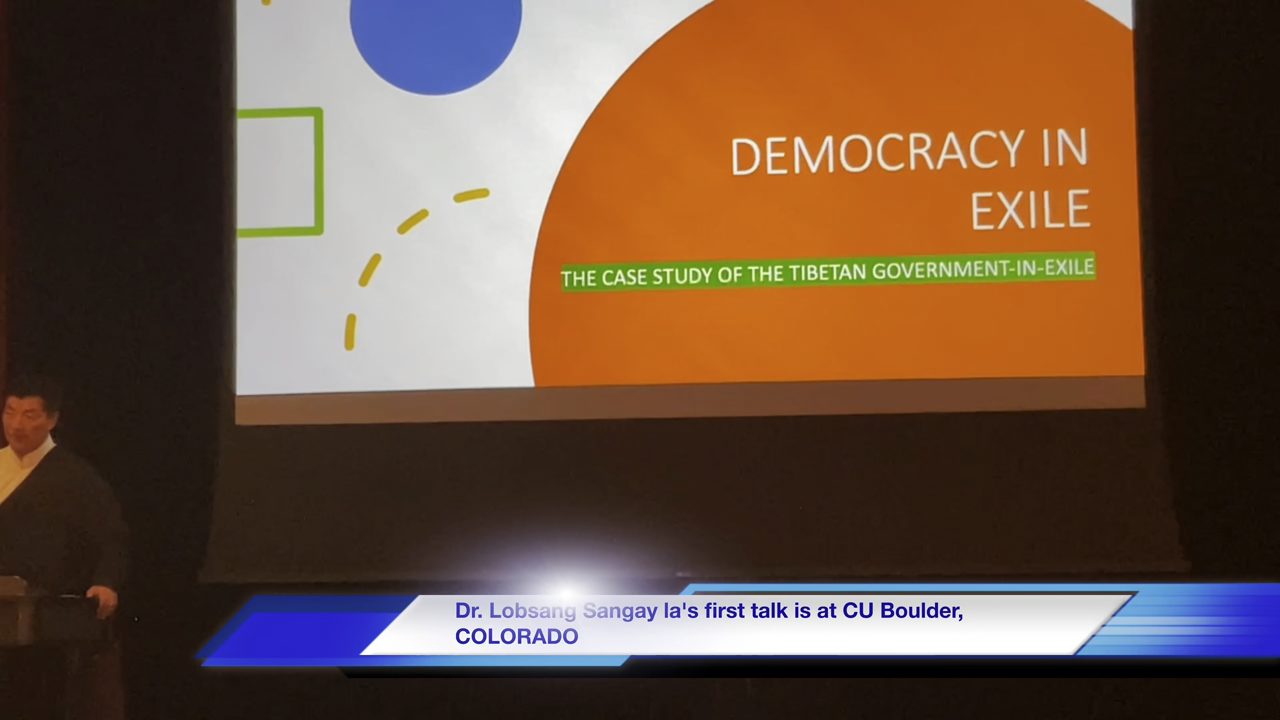 DEMOCRACY IN
EXILE
THE CASE STUDY OF THE TIBETAN GOVERNMENT-IN-EXILE
Dr. Lobsang Sangay la's first talk is at CU Boulder,
COLORADO